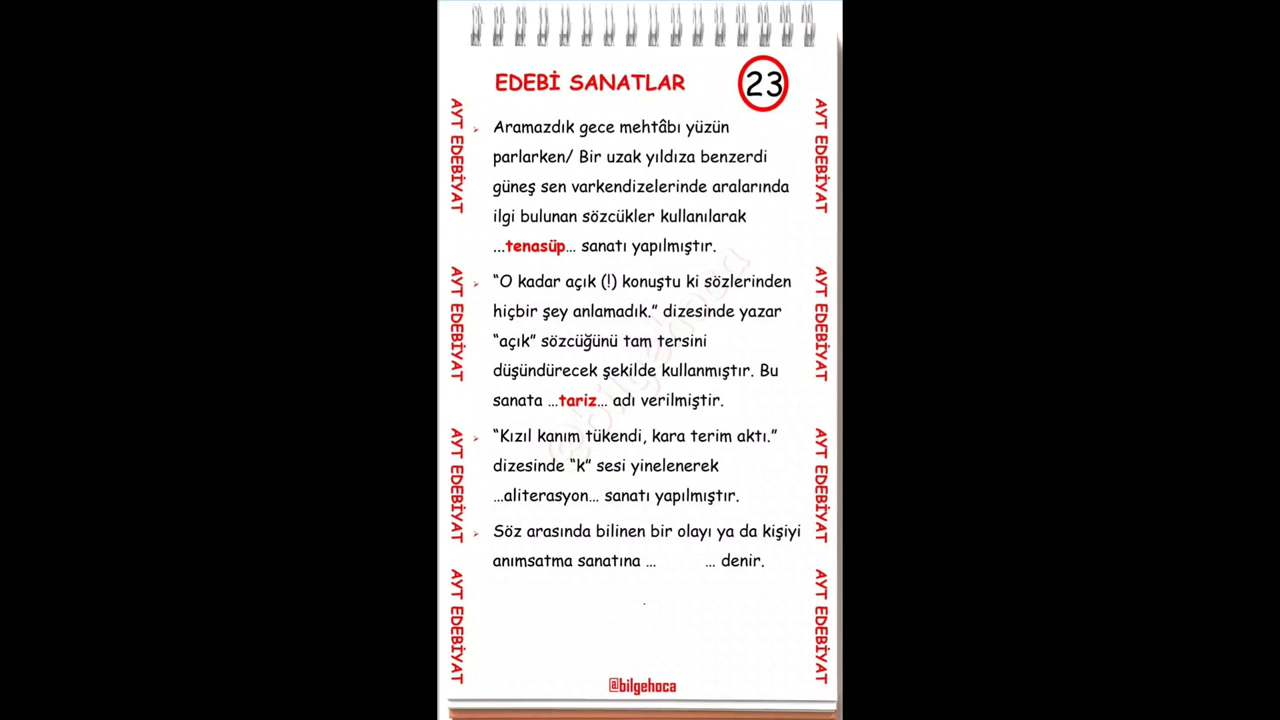 EDEBİ SANATLAR
23
Aramazdık gece mehtâbı yüzün
parlarken/ Bir uzak yıldıza benzerdi
güneş sen varkendizelerinde aralarında
ilgi bulunan sözcükler kullanılarak
...tenasüp... sanatı yapılmıştır.
"O kadar açık (!) konuştu ki sözlerinden
hiçbir şey anlamadık." dizesinde yazar
"açık" sözcüğünü tam tersini
düşündürecek şekilde kullanmıştır. Bu
sanata ...tariz... adı verilmiştir.
"Kızıl kanım tükendi, kara terim aktı."
dizesinde "k" sesi yinelenerek
...aliterasyon... sanatı yapılmıştır.
Söz arasında bilinen bir olayı ya da kişiyi
anımsatma sanatına ... ... denir.
@bilgehoca
AYT EDEBİYAT
AYT EDEBİYAT
AYT EDEBİYAT
AYT EDEBİYAT
AYT EDEBİYAT
AYT EDEBİYAT
AYT EDEBİYAT
AYT EDEBİYAT
@bilgehoca